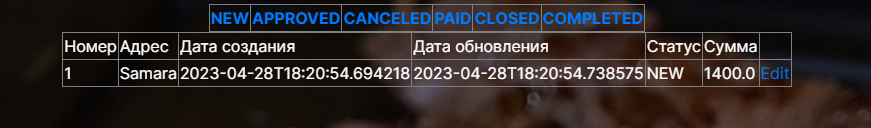 NEW APPROVED CANCELED PAID CLOSED COMPLETED
Номер Адрес Дата создания Дата обновления Статус Сумма
1 Samara 2023-04-28T18:20:54.694218 2023-04-28T18:20:54.738575 NEW 1400.0 Edit